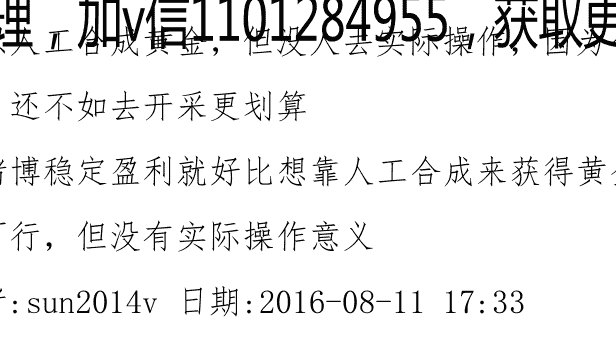 理，加v信1101284955，获取更
人工合成黄金，但没人去实际操作，因为
还不如去开采更划算
博稳定盈利就好比想靠人工合成来获得黄
行，但没有实际操作意义
:sun2014v 日期:2016-08-11 17:33